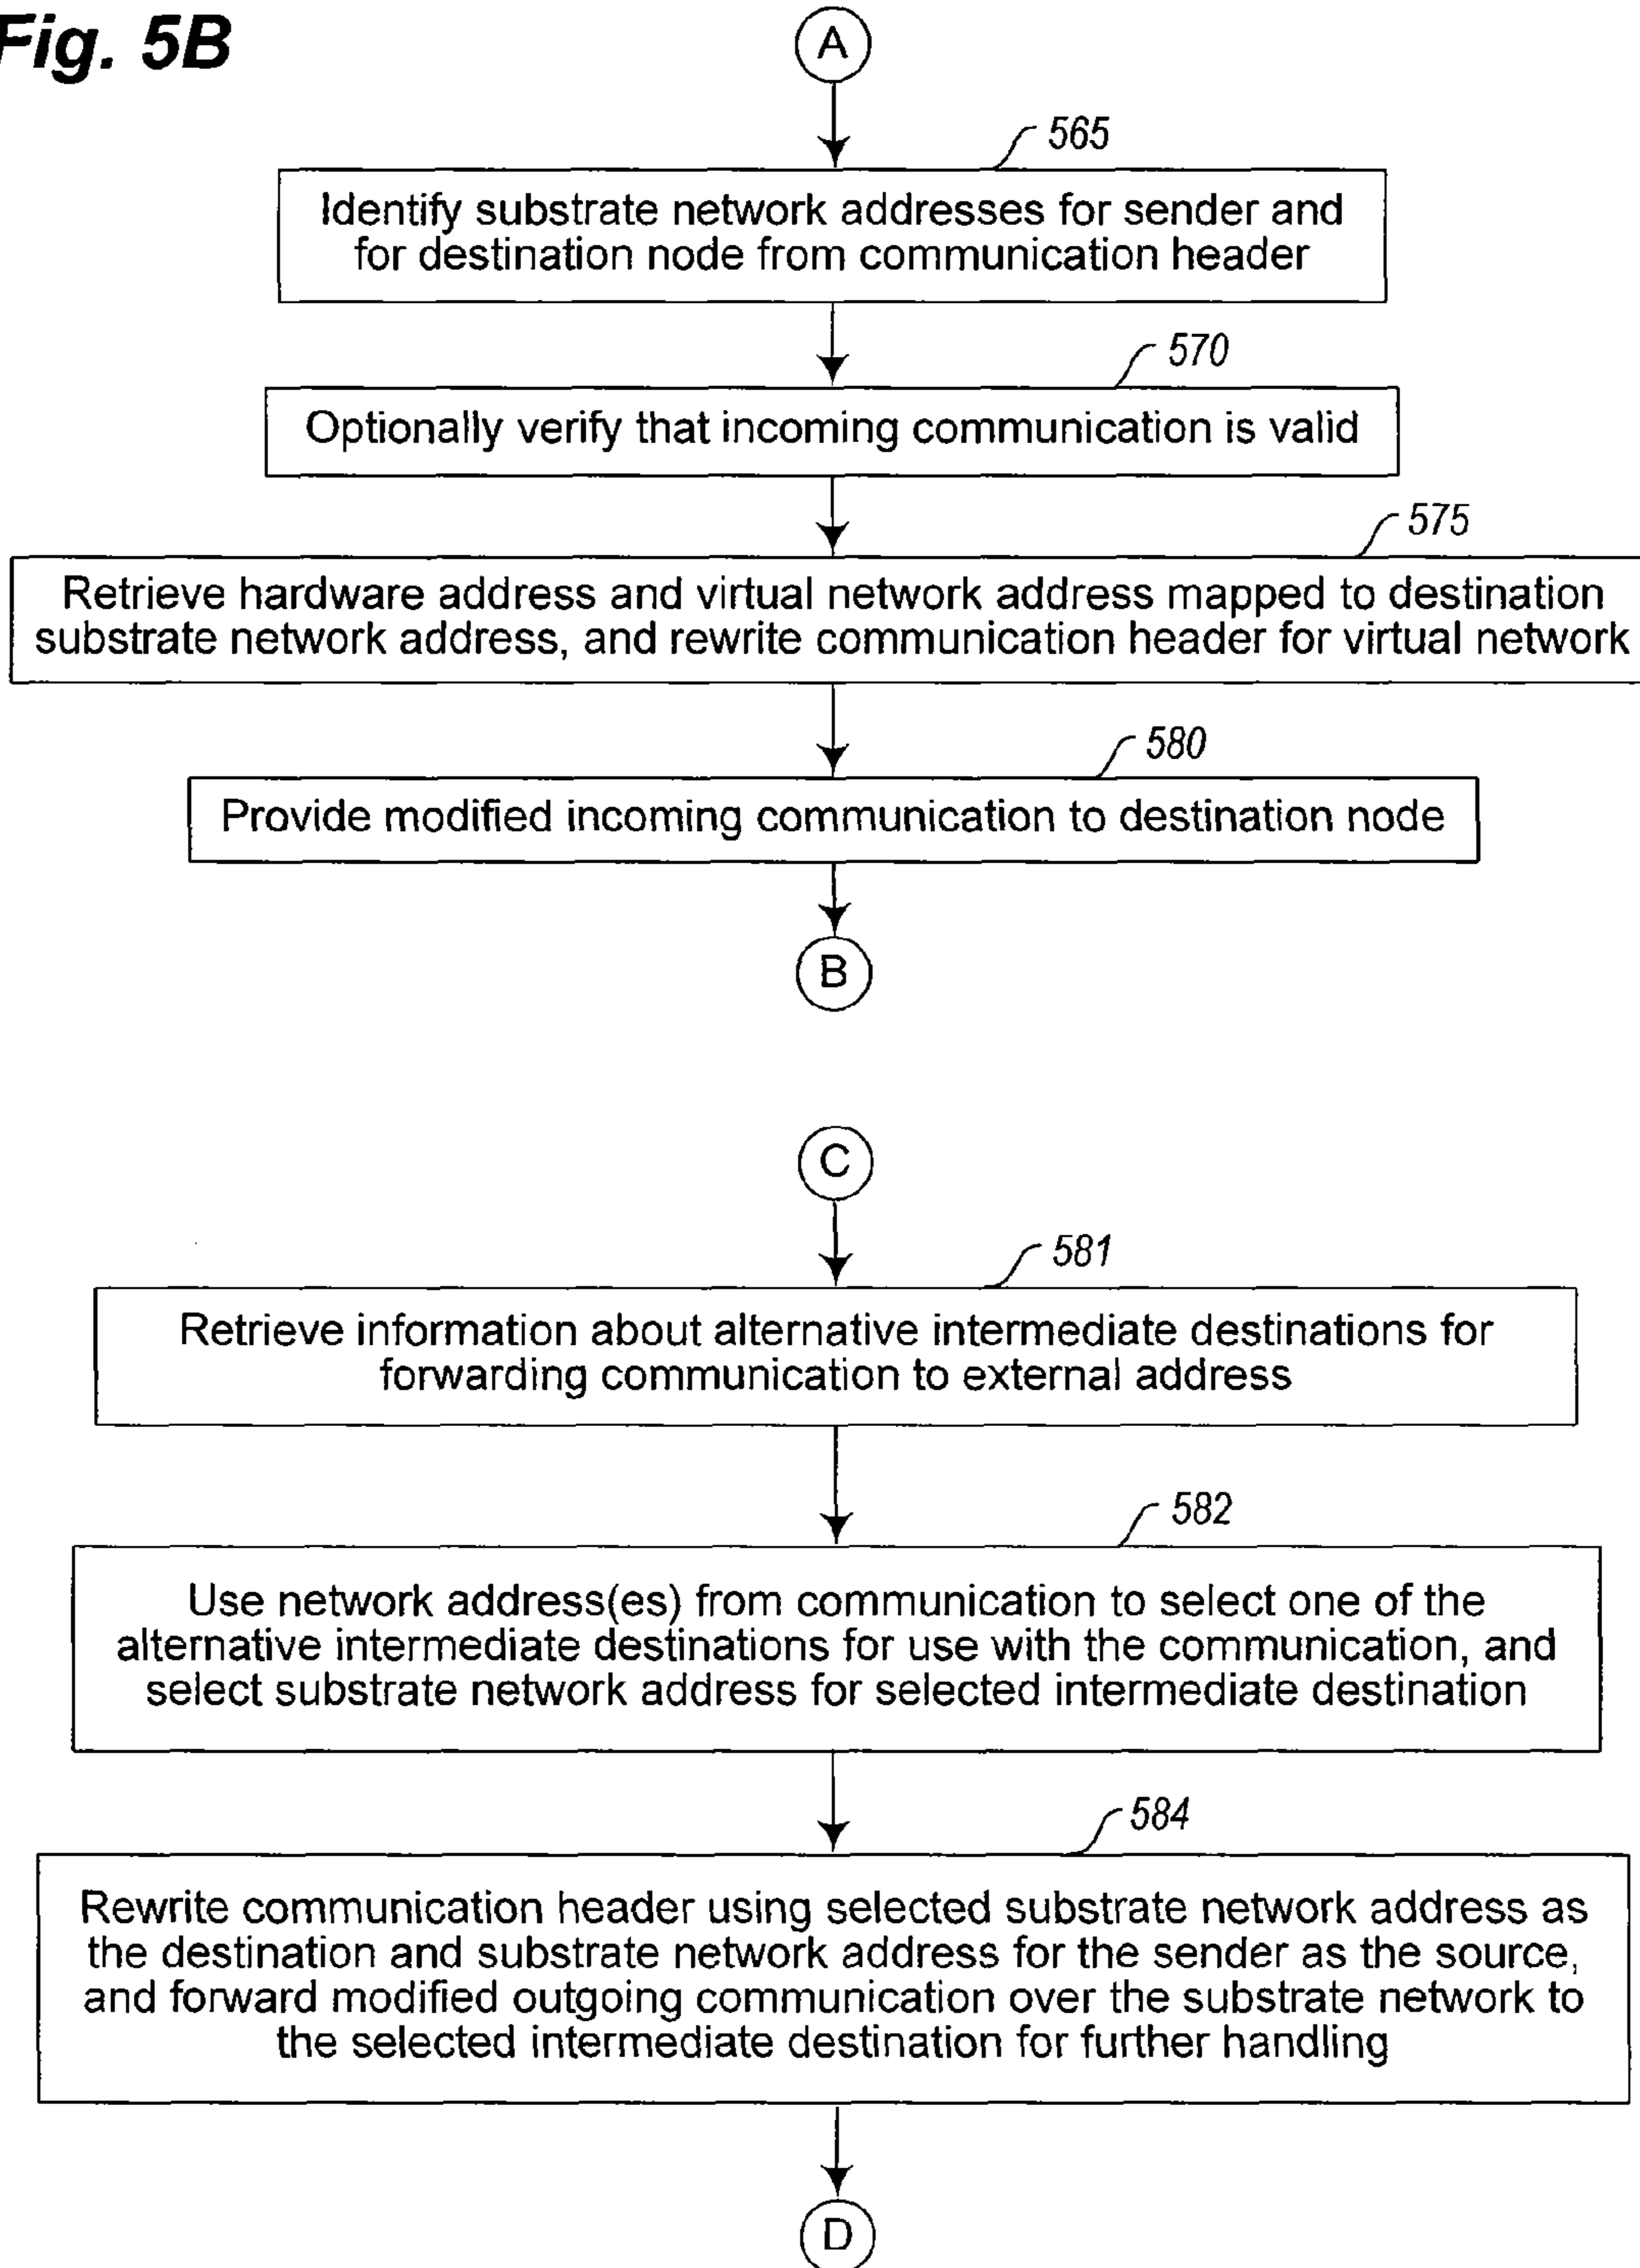 Fig. 5B
A
565
Identify substrate network addresses for sender and
for destination node from communication header
570
Optionally verify that incoming communication is valid
575
Retrieve hardware address and virtual network address mapped to destination
substrate network address, and rewrite communication header for virtual network
580
Provide modified incoming communication to destination node
B
C
581
Retrieve information about alternative intermediate destinations for
forwarding communication to external address
582
Use network address(es) from communication to select one of the
alternative intermediate destinations for use with the communication, and
select substrate network address for selected intermediate destination
584
Rewrite communication header using selected substrate network address as
the destination and substrate network address for the sender as the source,
and forward modified outgoing communication over the substrate network to
the selected intermediate destination for further handling
D